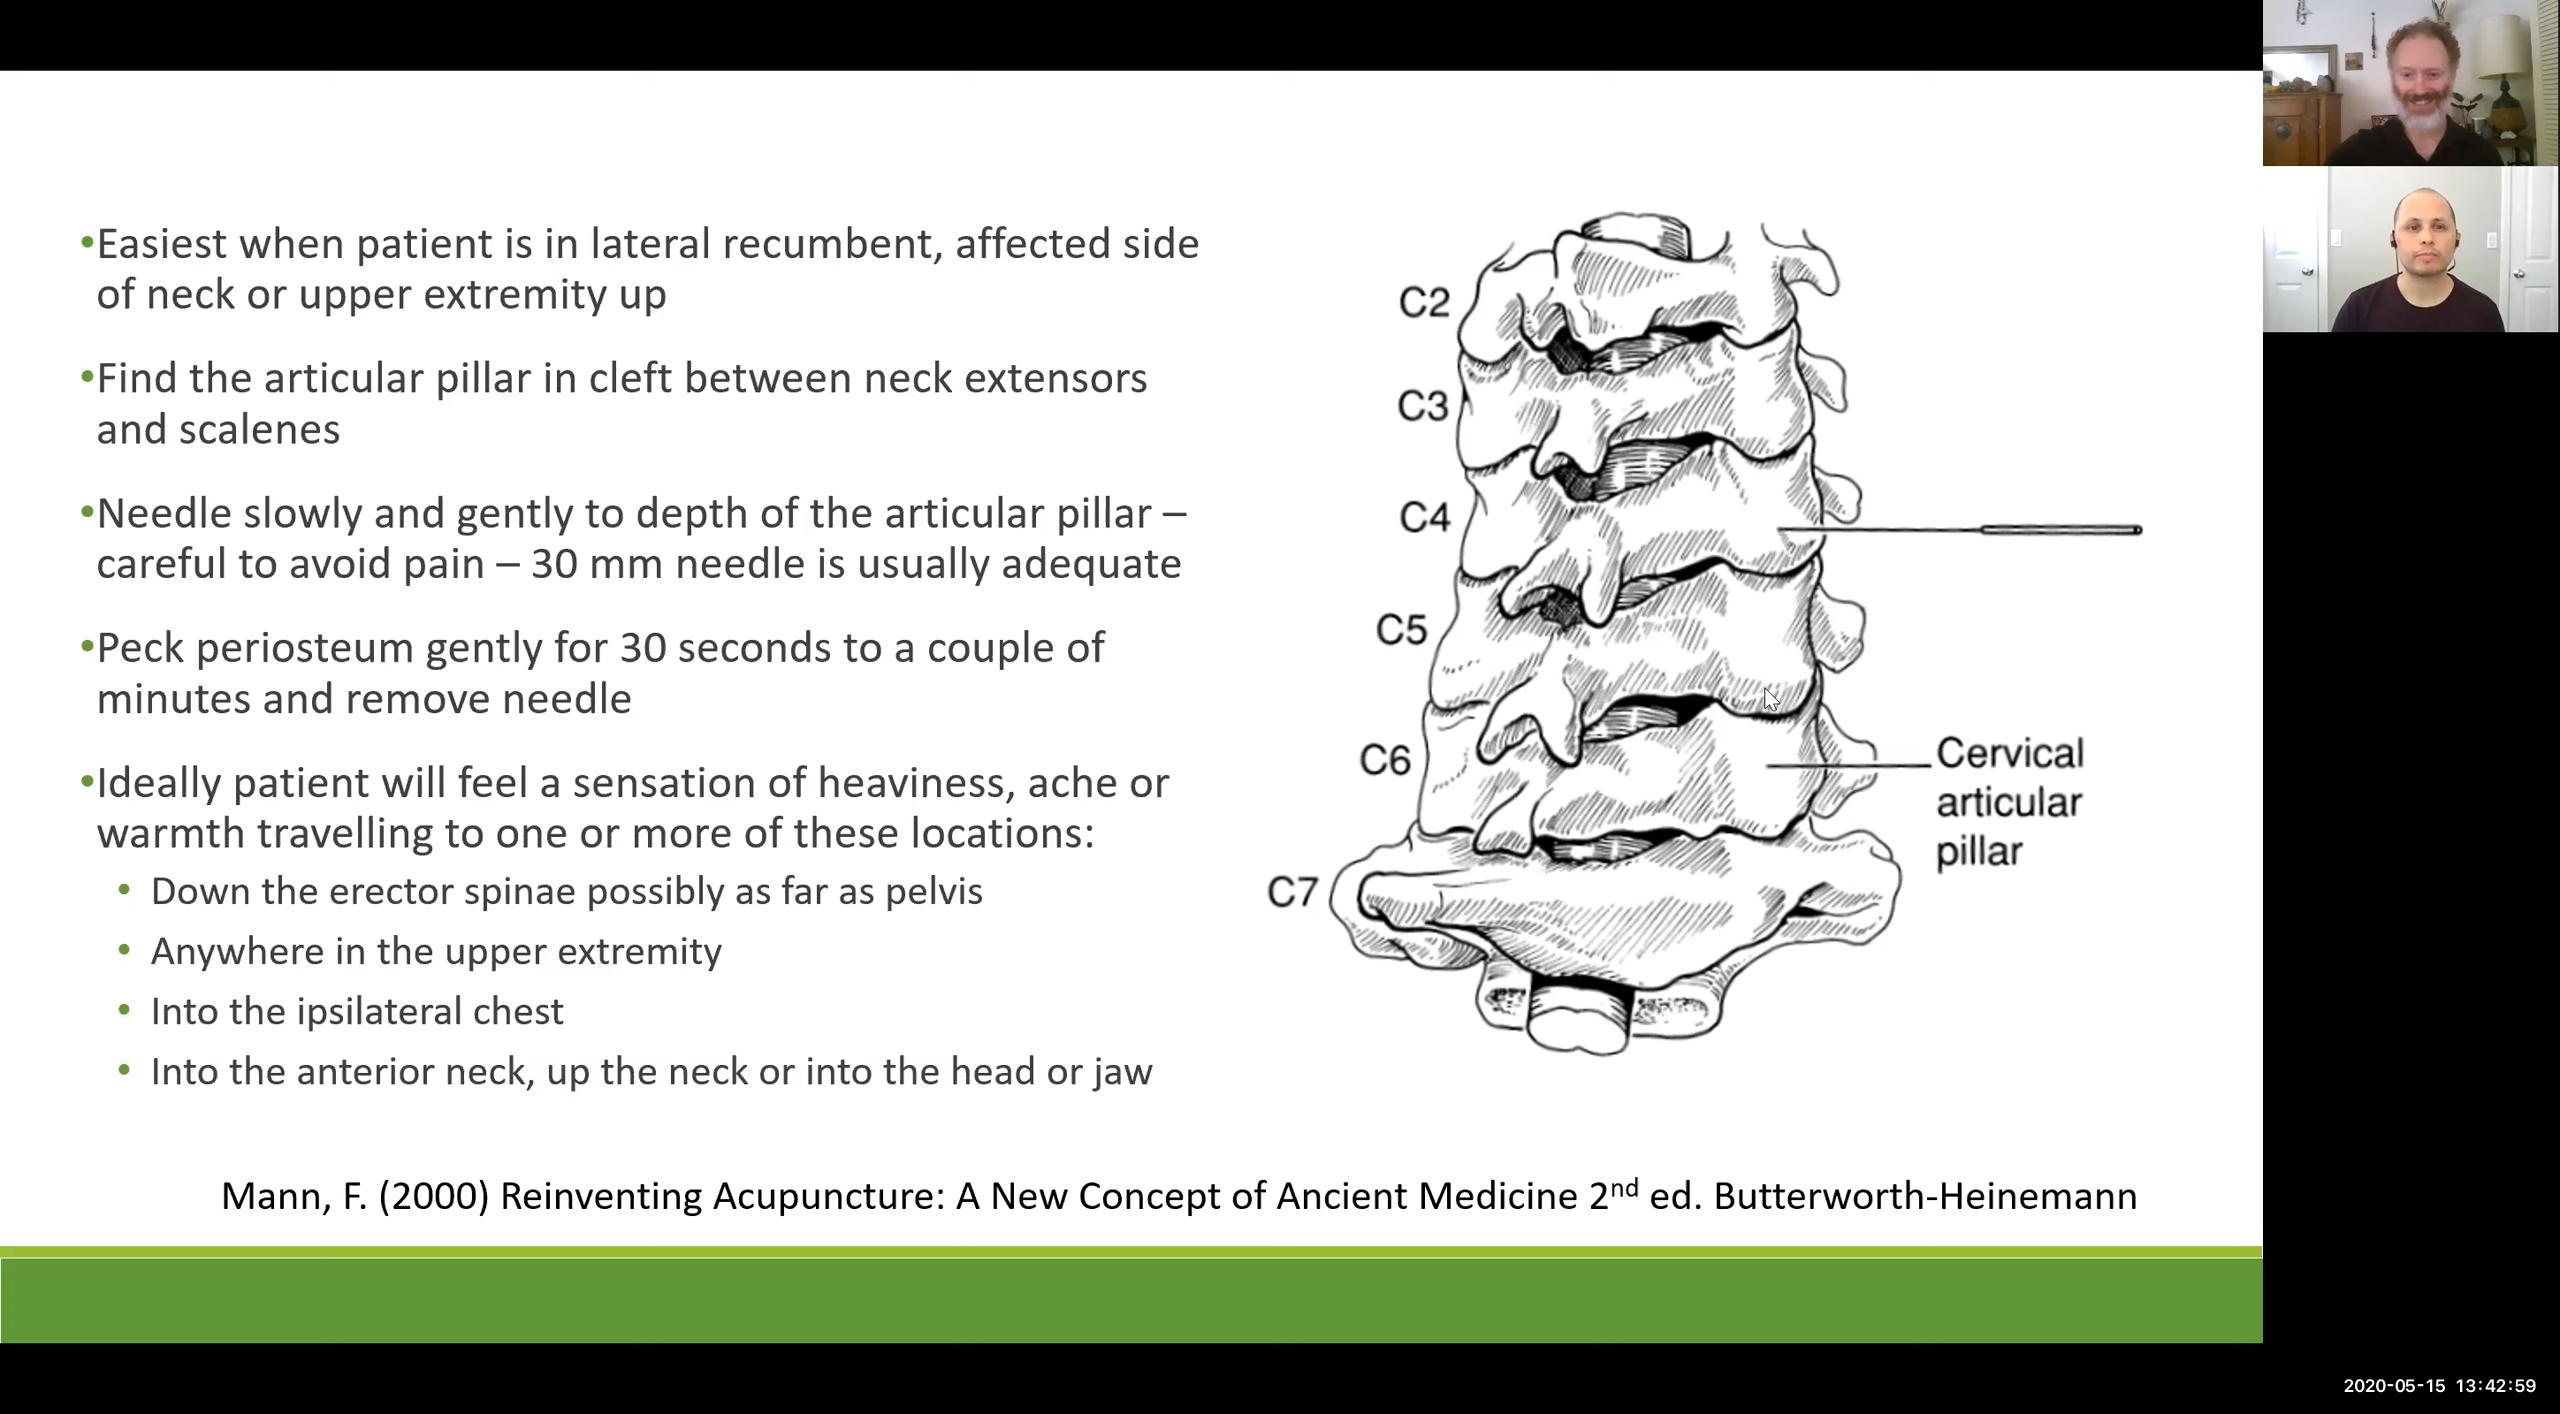 •Easiest when patient is in lateral recumbent, affected side
of neck or upper extremity up
•Find the articular pillar in cleft between neck extensors
and scalenes
•Needle slowly and gently to depth of the articular pillar –
careful to avoid pain – 30 mm needle is usually adequate
•Peck periosteum gently for 30 seconds to a couple of
minutes and remove needle
•Ideally patient will feel a sensation of heaviness, ache or
warmth travelling to one or more of these locations:
• Down the erector spinae possibly as far as pelvis
• Anywhere in the upper extremity
• Into the ipsilateral chest
• Into the anterior neck, up the neck or into the head or jaw
C2
C3
C4
C5
C6
C7
Cervical
articular
pillar
Mann, F. (2000) Reinventing Acupuncture: A New Concept of Ancient Medicine 2nd ed. Butterworth-Heinemann
2020-05-15 13:42:59